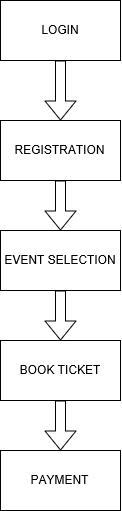 LOGIN
REGISTRATION
EVENT SELECTION
BOOK TICKET
PAYMENT